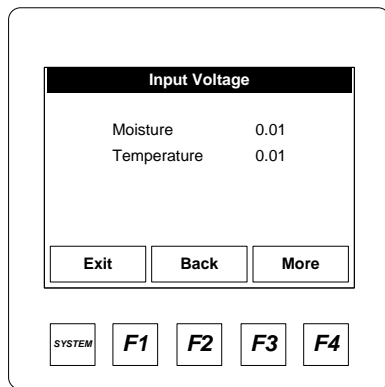 Input Voltage
Moisture 0.01
Temperature 0.01
Exit Back More
SYSTEM F1 F2 F3 F4